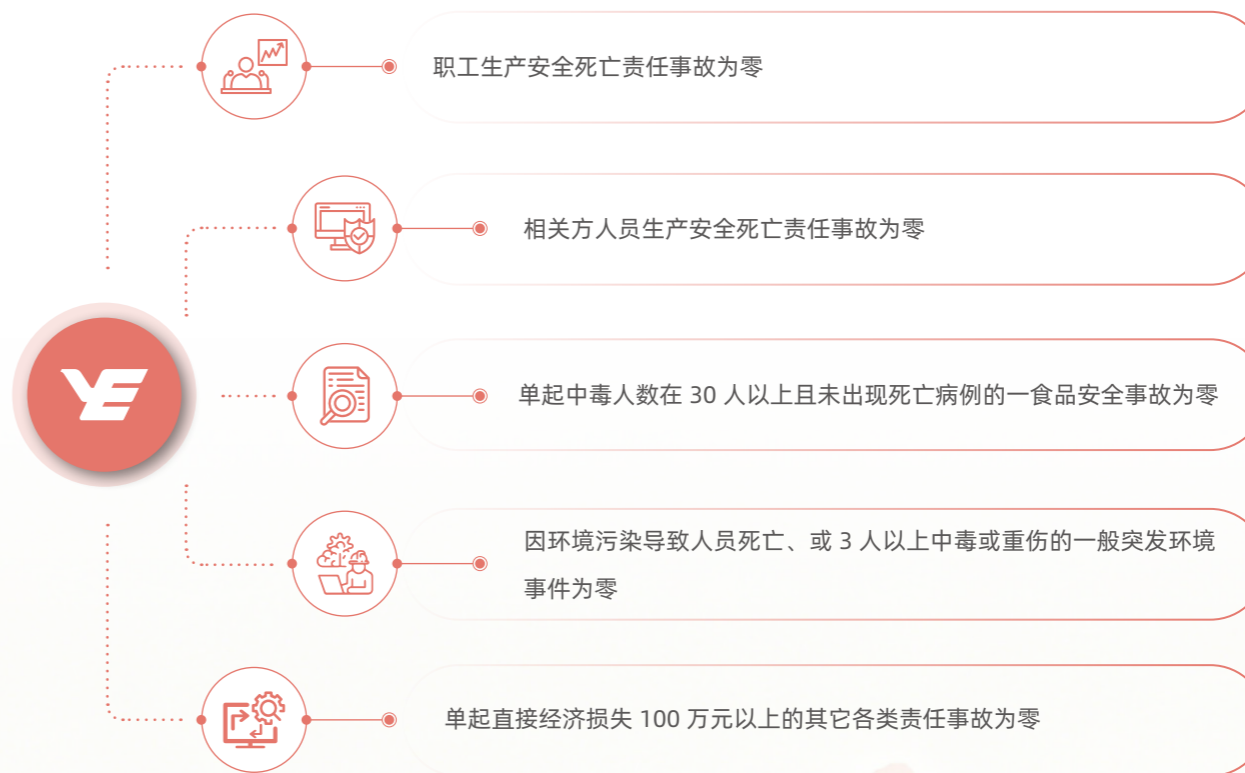 职工生产安全死亡责任事故为零
相关方人员生产安全死亡责任事故为零
YE
单起中毒人数在 30 人以上且未出现死亡病例的一食品安全事故为零
因环境污染导致人员死亡、或 3 人以上中毒或重伤的一般突发环境
事件为零
单起直接经济损失 100 万元以上的其它各类责任事故为零